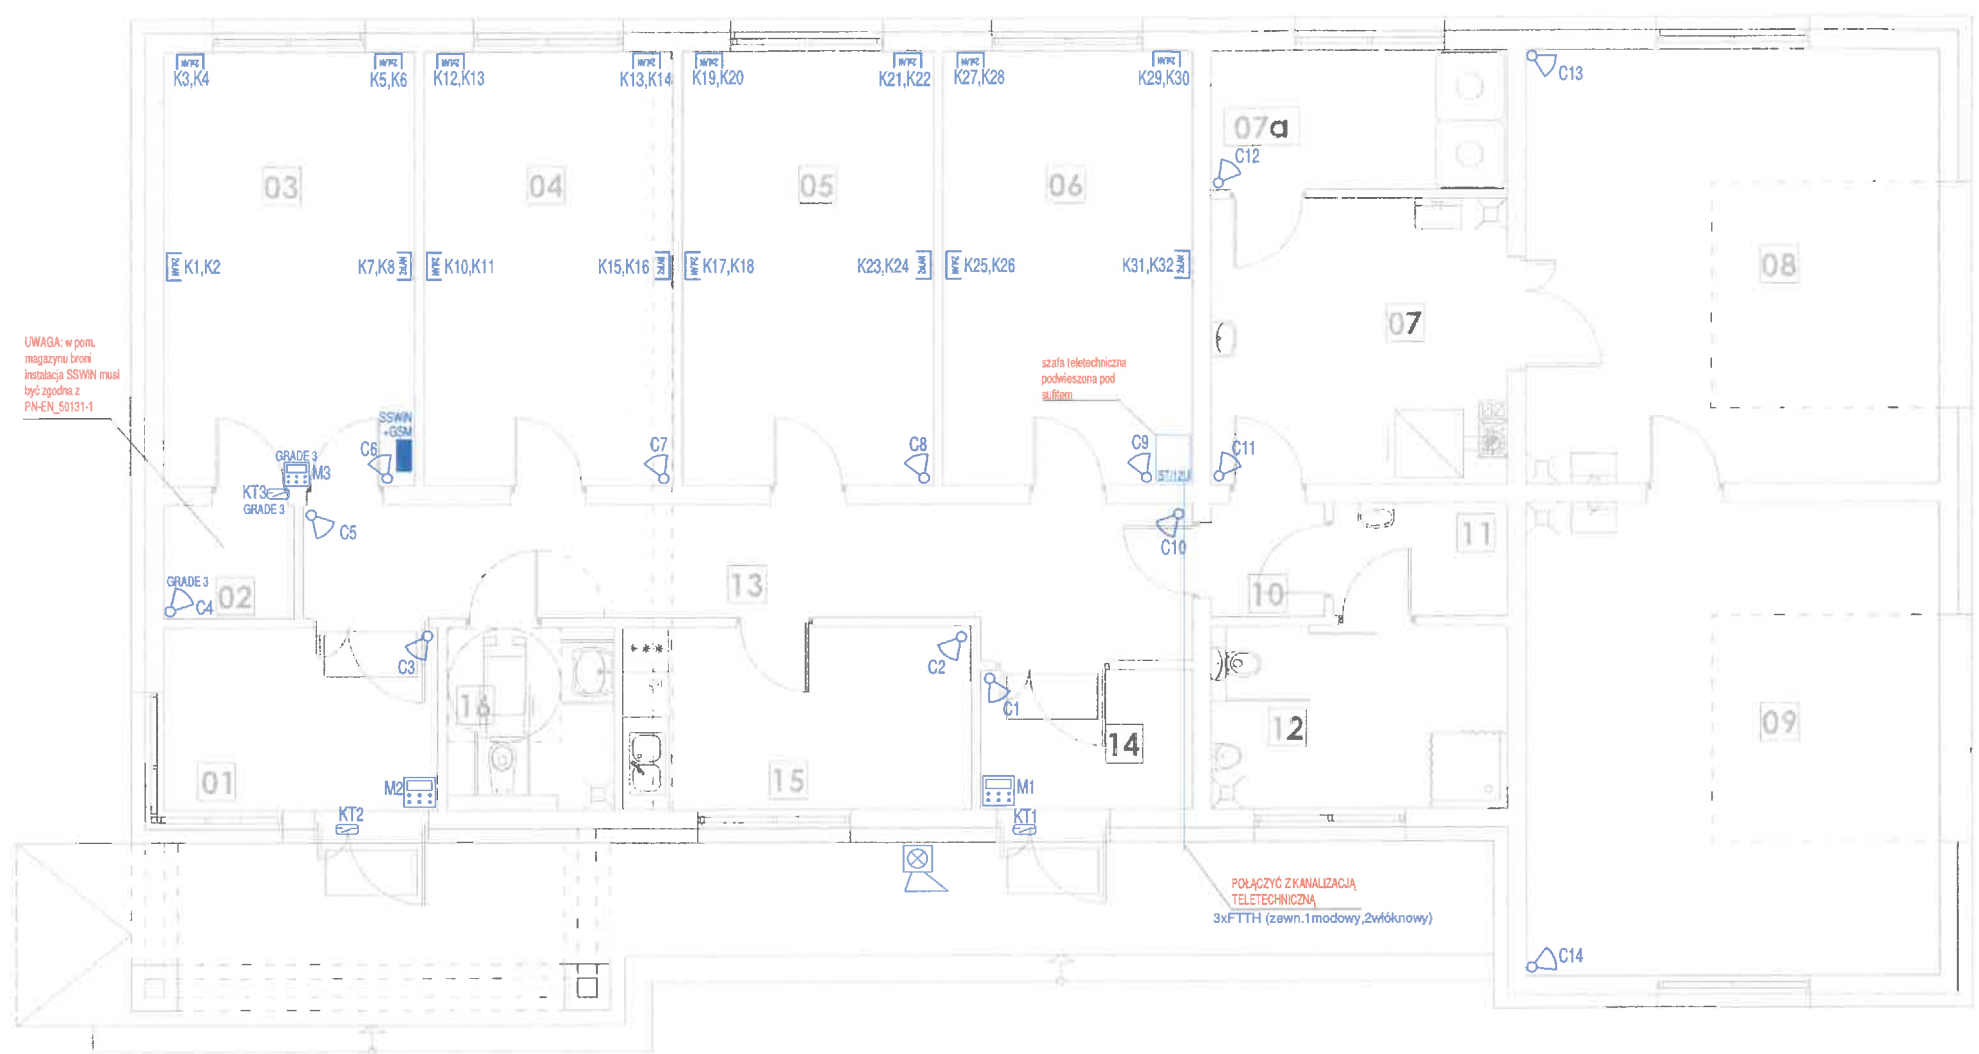 K3,K4
K5,K6
K12,K13
K13,K14
K19,K20
K21,K22
K27,K28
K29,K30
C13
07a
C12
03
04
05
06
08
K1,K2
K7,K8
K10,K11
K15,K16
K17,K18
K23,K24
K25,K26
K31,K32
07
UWAGA: w pom.
magazynu broni
instalacja SSWiN musi
być zgodna z
PN-EN_50131-1
szafa teletechniczna
podwieszona pod
sufitem
SSWiN
+GSM
C6
C7
C8
C9
C11
ST/12U
GRADE 3
M3
KT3
GRADE 3
C5
C10
11
GRADE 3
C4
02
13
10
C3
C2
C1
16
14
12
09
01
M2
15
M1
KT2
KT1
POŁĄCZYĆ Z KANALIZACJĄ
TELETECHNICZNĄ
3xFTTH (zewn.1modowy,2włóknowy)
C14